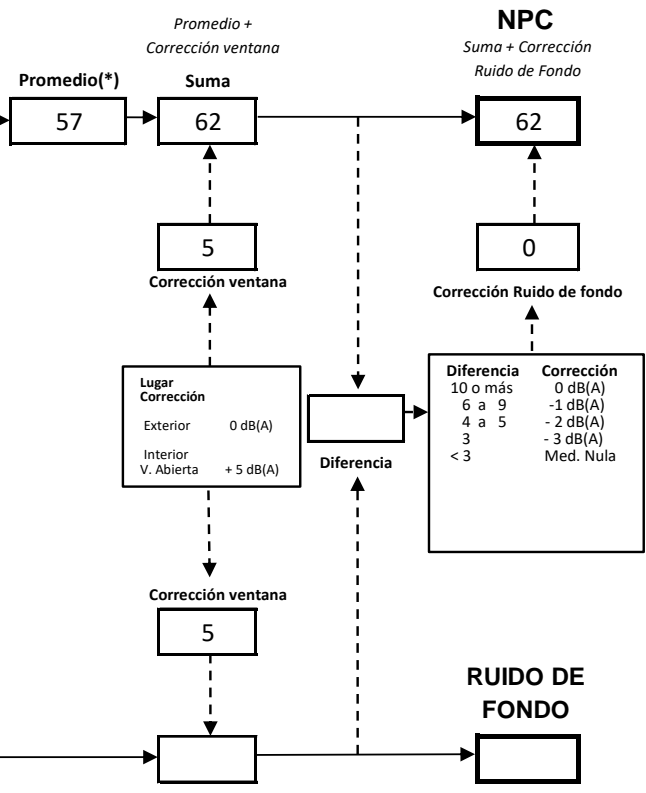 Promedio +
Corrección ventana
NPC
Suma + Corrección
Ruido de Fondo
Promedio(*)
Suma
57
62
62
5
0
Corrección ventana
Corrección Ruido de fondo
Lugar
Corrección
Exterior 0 dB(A)
Interior
V. Abierta + 5 dB(A)
Diferencia
Diferencia Corrección
10 o más 0 dB(A)
6 a 9 -1 dB(A)
4 a 5 - 2 dB(A)
3 - 3 dB(A)
< 3 Med. Nula
Corrección ventana
5
RUIDO DE
FONDO